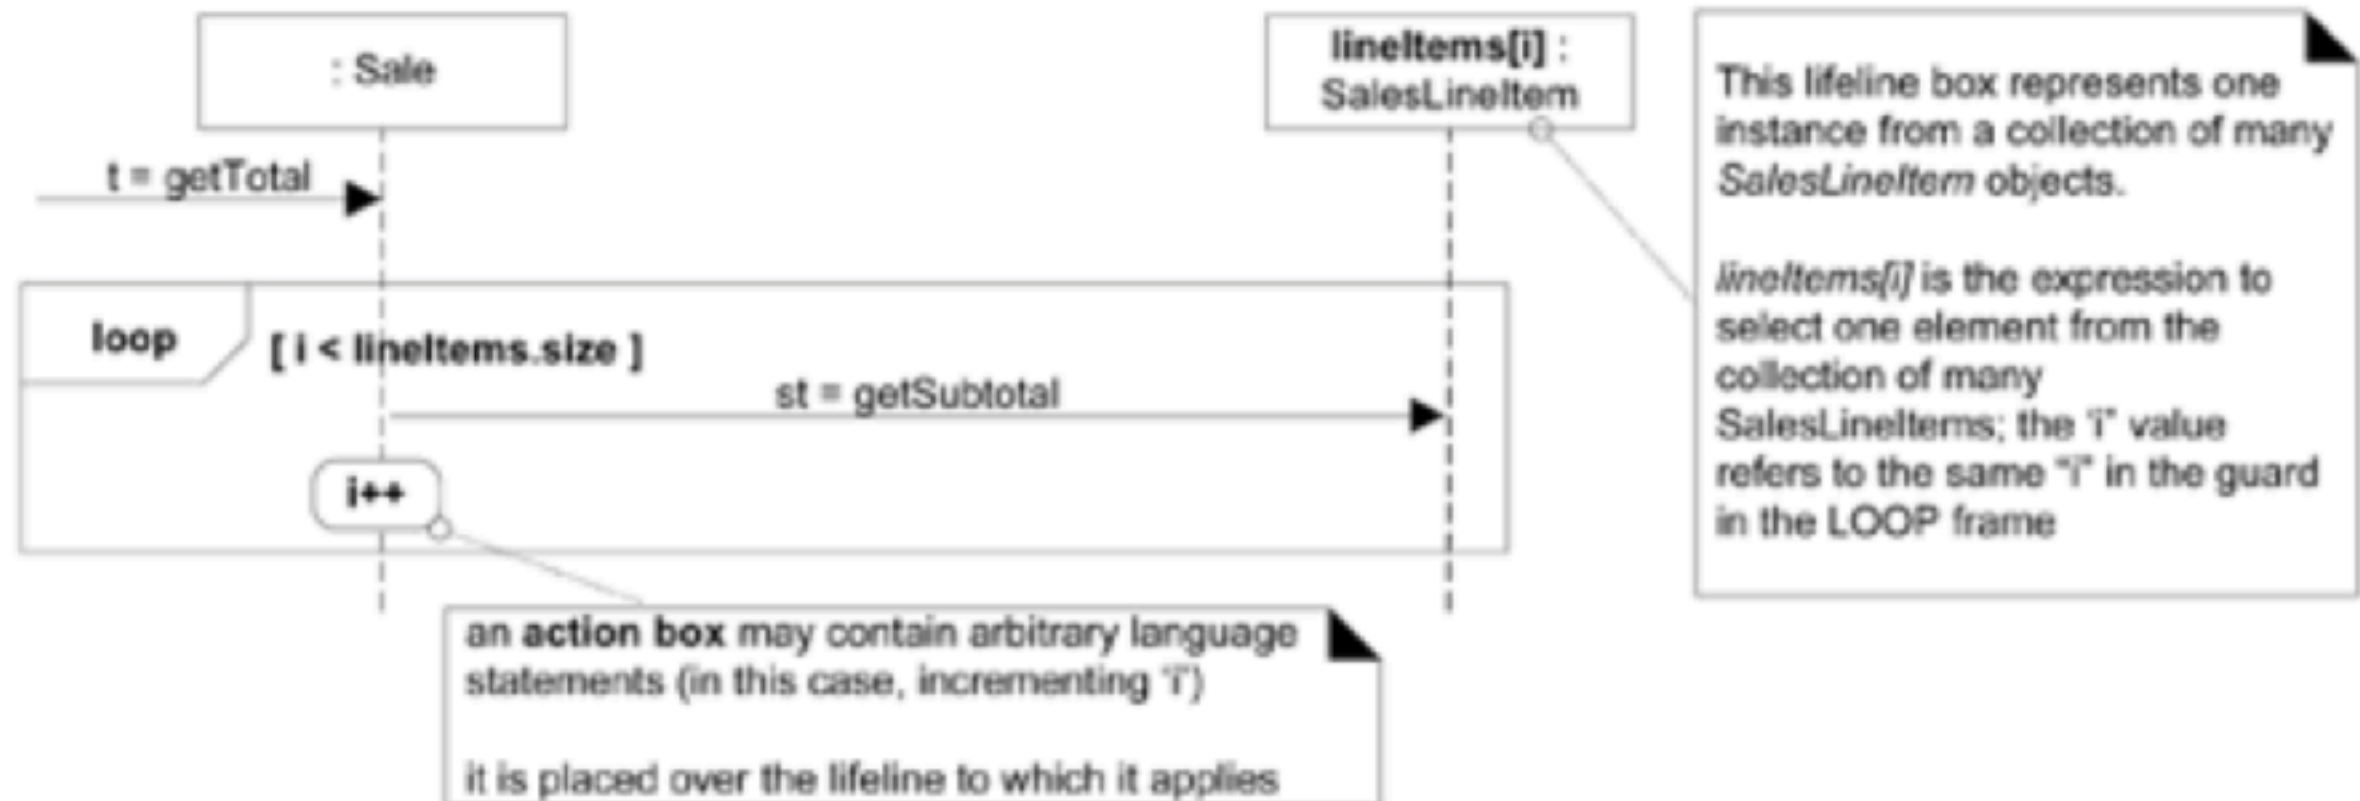 : Sale
lineItems[i] :
SalesLineItem
t = getTotal
loop
[ i < lineItems.size ]
st = getSubtotal
i++
This lifeline box represents one
instance from a collection of many
SalesLineItem objects.
lineItems[i] is the expression to
select one element from the
collection of many
SalesLineItems; the 'i" value
refers to the same "i" in the guard
in the LOOP frame
an action box may contain arbitrary language
statements (in this case, incrementing 'i')
it is placed over the lifeline to which it applies